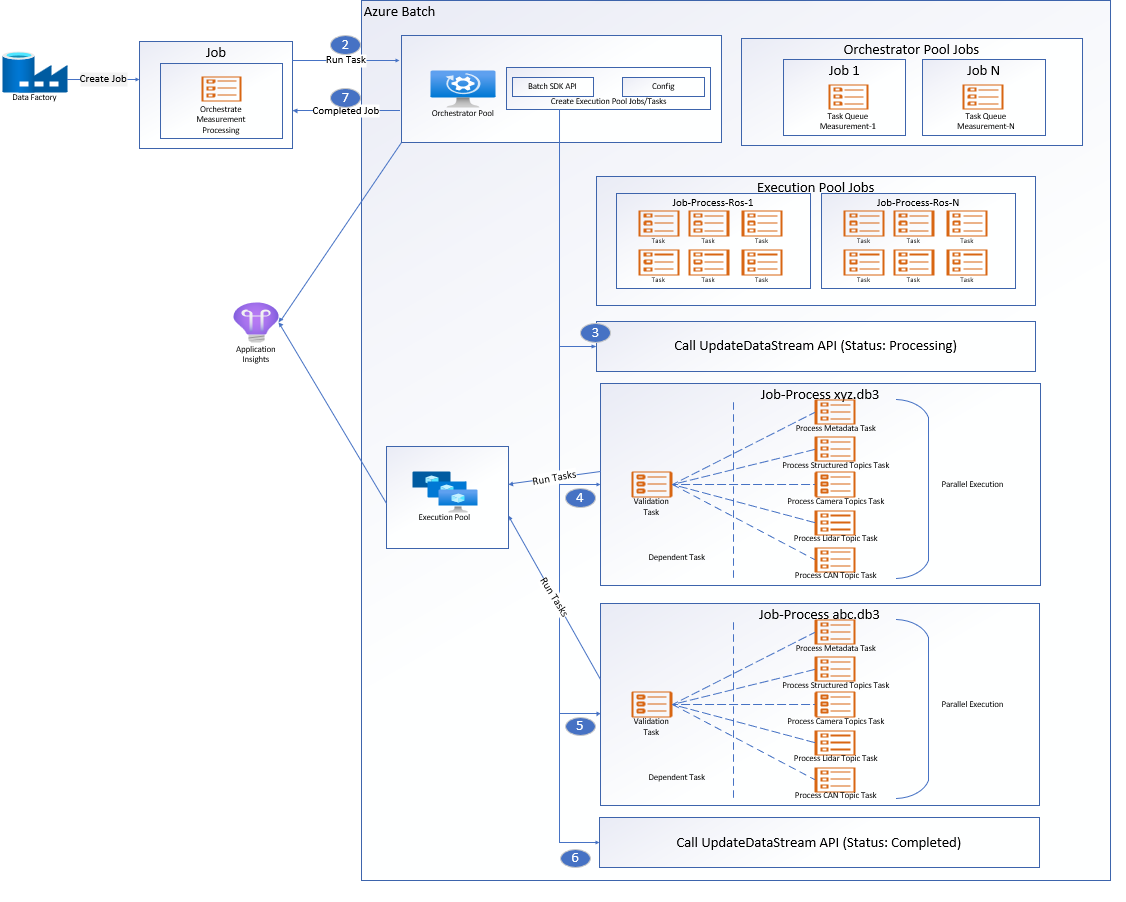 Azure Batch
Data Factory
Create Job
Job
Orchestrate
Measurement
Processing
2
Run Task
7
Completed Job
Orchestrator Pool
Batch SDK API
Config
Create Execution Pool Jobs/Tasks
Orchestrator Pool Jobs
Job 1
Task Queue
Measurement-1
Job N
Task Queue
Measurement-N
Execution Pool Jobs
Job-Process-Ros-1
Task
Task
Task
Task
Task
Task
Job-Process-Ros-N
Task
Task
Task
Task
Task
Task
Application
Insights
3
Call UpdateDataStream API (Status: Processing)
Execution Pool
Run Tasks
4
Job-Process xyz.db3
Validation
Task
Dependent Task
Process Metadata Task
Process Structured Topics Task
Process Camera Topics Task
Process Lidar Topic Task
Process CAN Topic Task
Parallel Execution
Run Tasks
5
Job-Process abc.db3
Validation
Task
Dependent Task
Process Metadata Task
Process Structured Topics Task
Process Camera Topics Task
Process Lidar Topic Task
Process CAN Topic Task
Parallel Execution
6
Call UpdateDataStream API (Status: Completed)